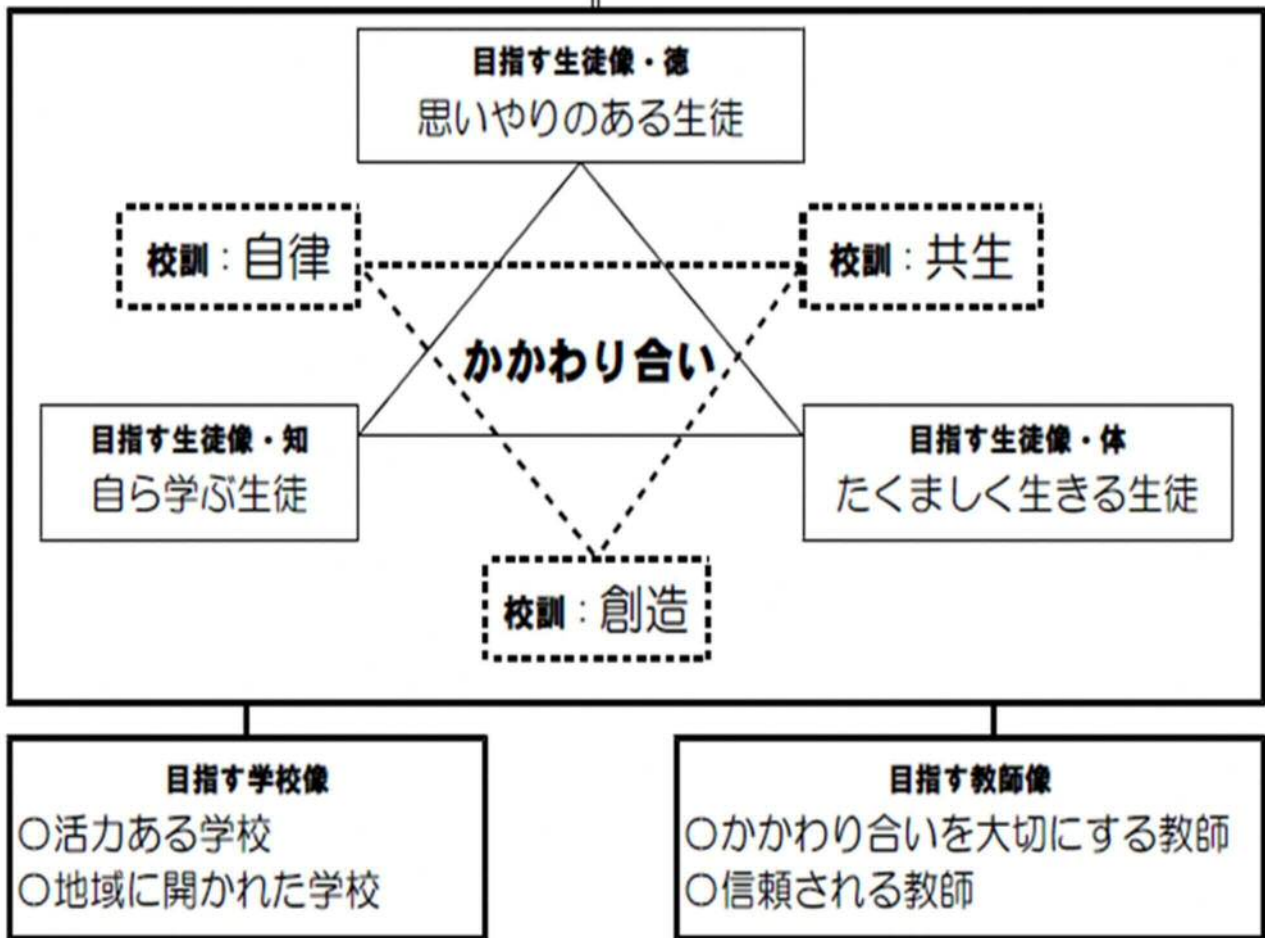 目指す生徒像・徳
思いやりのある生徒
校訓：自律
校訓：共生
かかわり合い
目指す生徒像・知
自ら学ぶ生徒
目指す生徒像・体
たくましく生きる生徒
校訓：創造
目指す学校像
○活力ある学校
○地域に開かれた学校
目指す教師像
○かかわり合いを大切にする教師
○信頼される教師